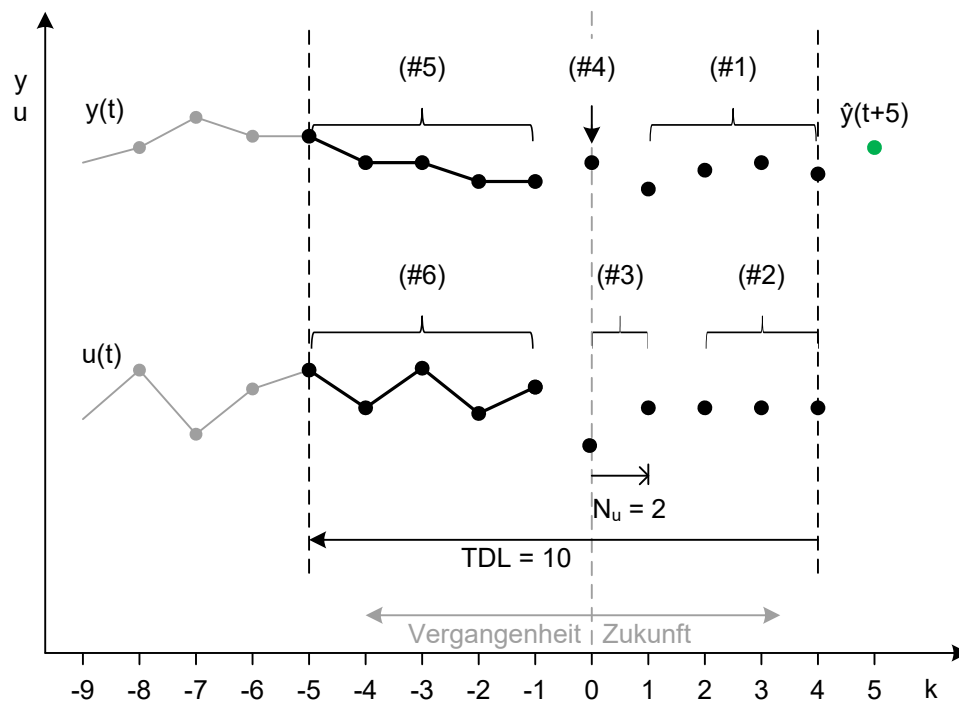 y
u
(#5)
(#4)
(#1)
y(t)
ŷ(t+5)
(#6)
(#3)
(#2)
u(t)
Nᵤ = 2
TDL = 10
Vergangenheit
Zukunft
-9 -8 -7 -6 -5 -4 -3 -2 -1 0 1 2 3 4 5 k